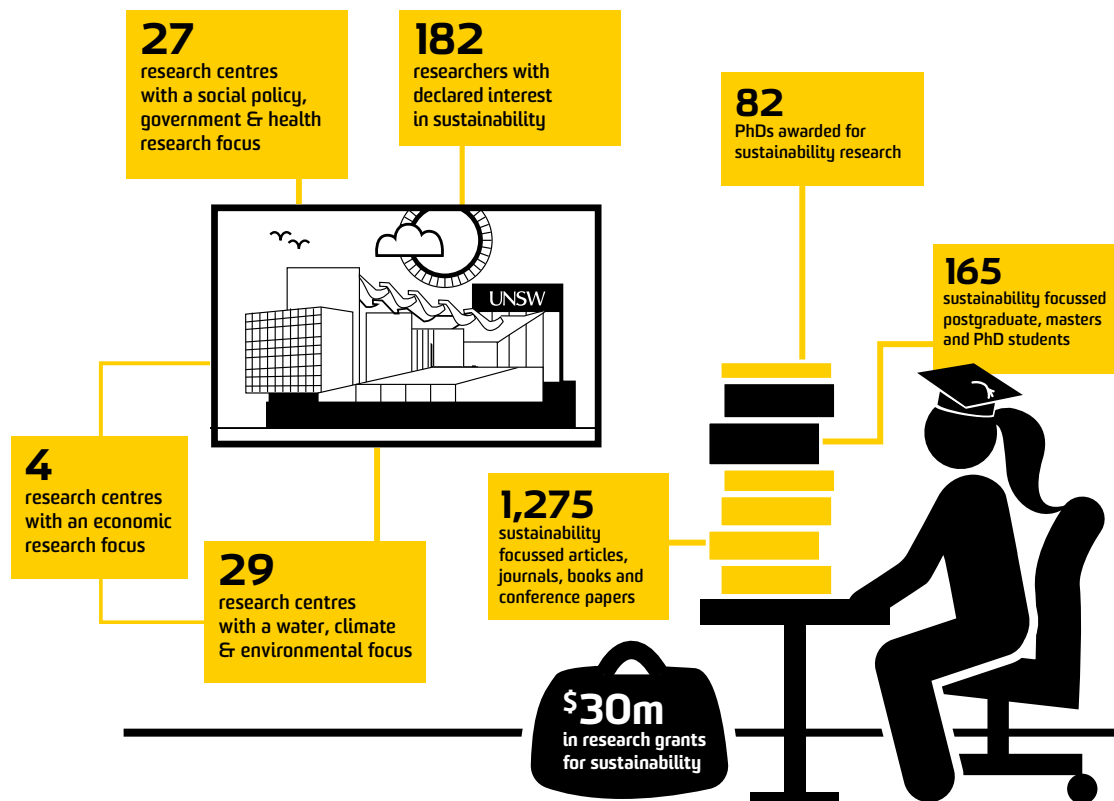 27
research centres
with a social policy,
government & health
research focus
182
researchers with
declared interest
in sustainability
82
PhDs awarded for
sustainability research
UNSW
165
sustainability focussed
postgraduate, masters
and PhD students
4
research centres
with an economic
research focus
29
research centres
with a water, climate
& environmental focus
1,275
sustainability
focussed articles,
journals, books and
conference papers
$30m
in research grants
for sustainability